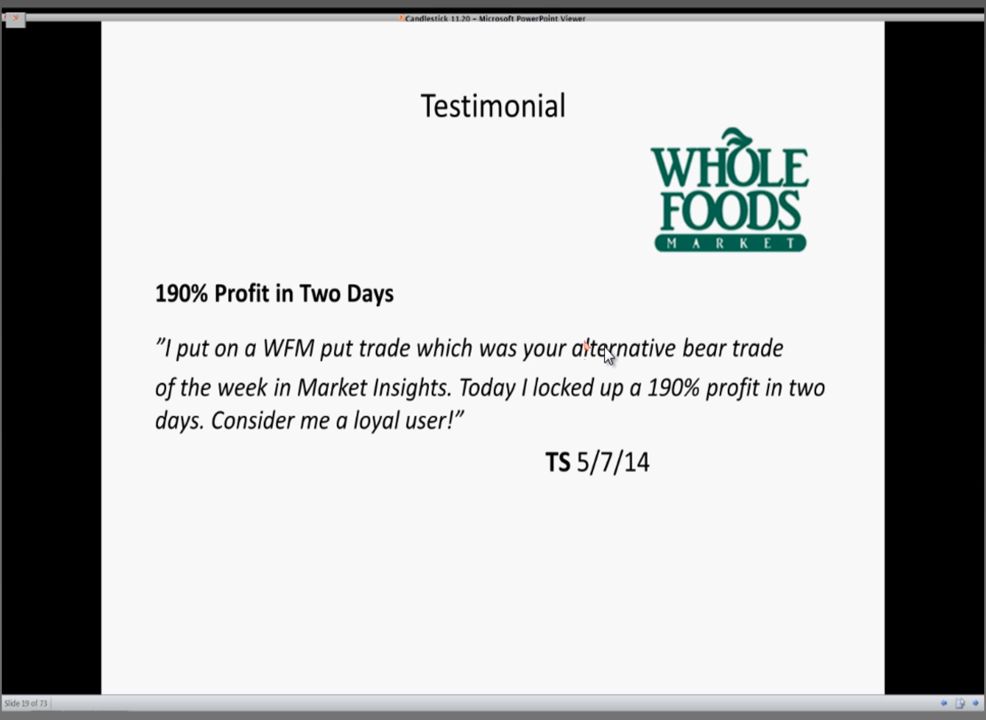 Candlestick 11.20 - Microsoft PowerPoint Viewer
Testimonial
WHOLE
FOODS
MARKET
190% Profit in Two Days
”I put on a WFM put trade which was your alternative bear trade
of the week in Market Insights. Today I locked up a 190% profit in two
days. Consider me a loyal user!”
TS 5/7/14
Slide 19 of 73